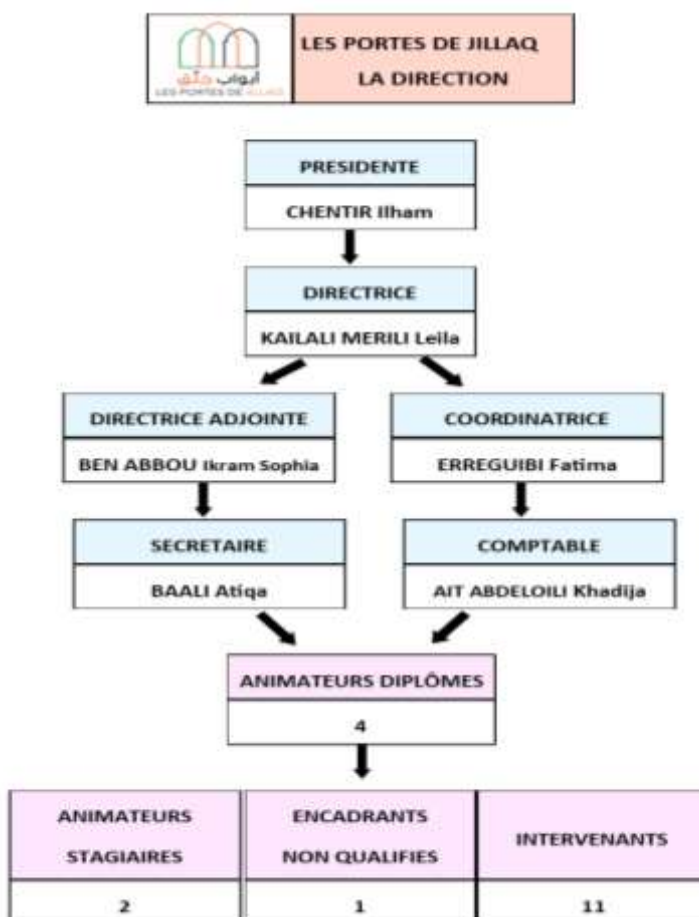 أبواب جلّق
LES PORTES DE JILLAQ
LES PORTES DE JILLAQ
LA DIRECTION
PRESIDENTE
CHENTIR Ilham
DIRECTRICE
KAILALI MERILI Leila
DIRECTRICE ADJOINTE
BEN ABBOU Ikram Sophia
COORDINATRICE
ERREGUIBI Fatima
SECRETAIRE
BAALI Atiqa
COMPTABLE
AIT ABDELOILI Khadija
ANIMATEURS DIPLÔMES
4
ANIMATEURS
STAGIAIRES
2
ENCADRANTS
NON QUALIFIES
1
INTERVENANTS
11